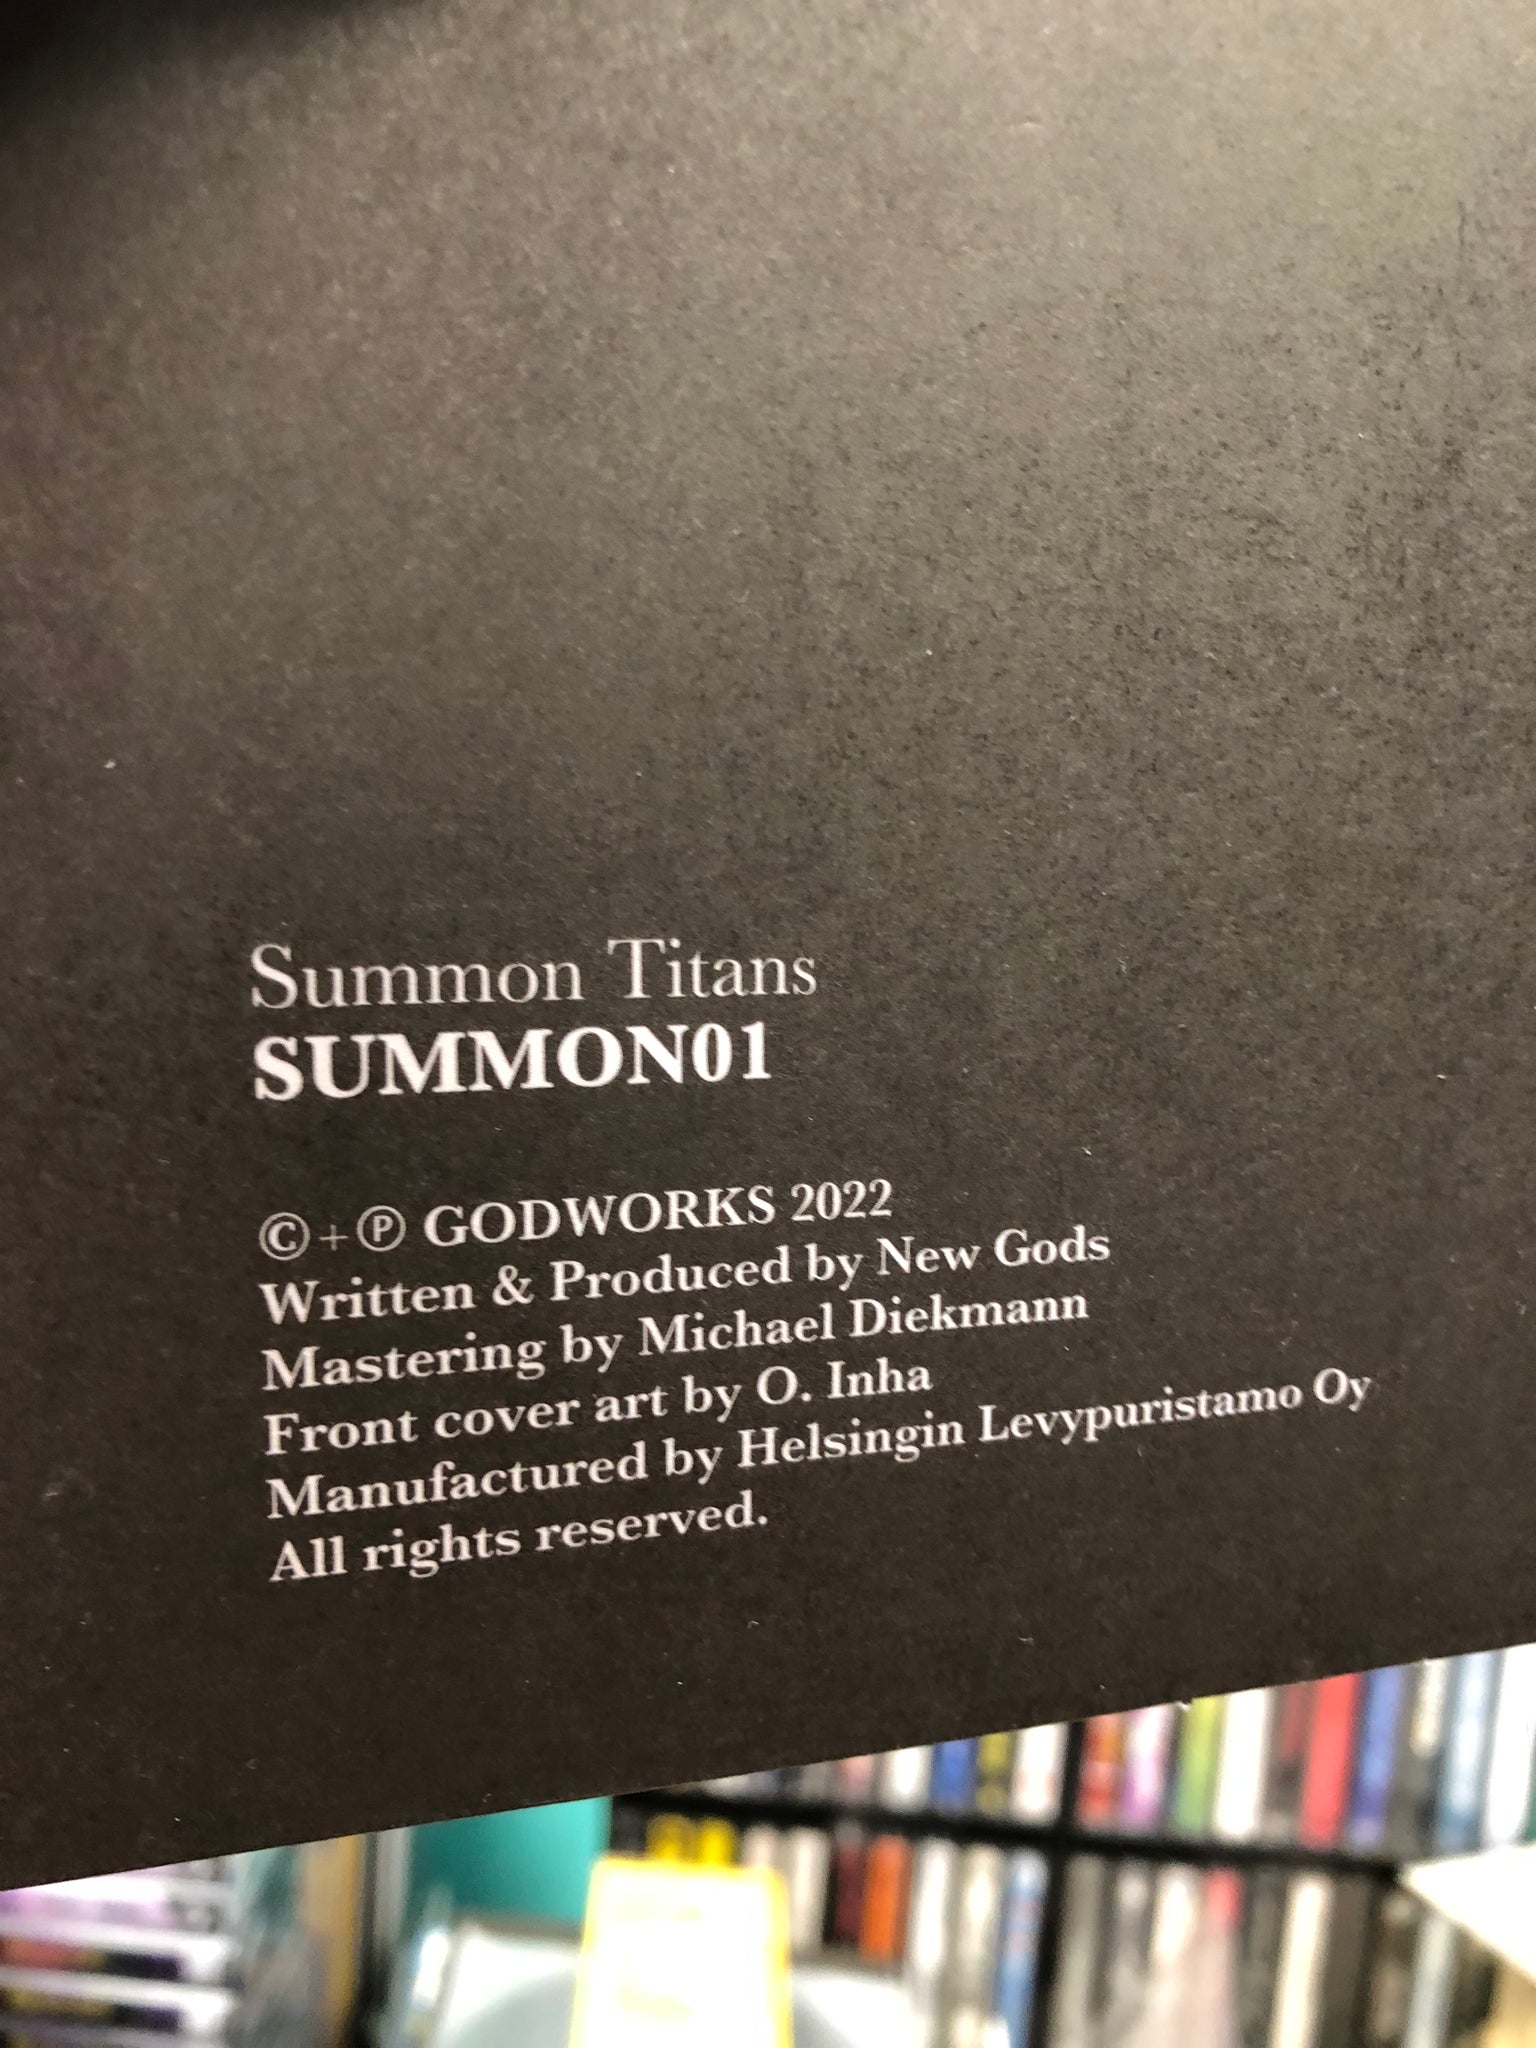 Summon Titans
SUMMON01
©+℗ GODWORKS 2022
Written & Produced by New Gods
Mastering by Michael Diekmann
Front cover art by O. Inha
Manufactured by Helsingin Levypuristamo Oy
All rights reserved.